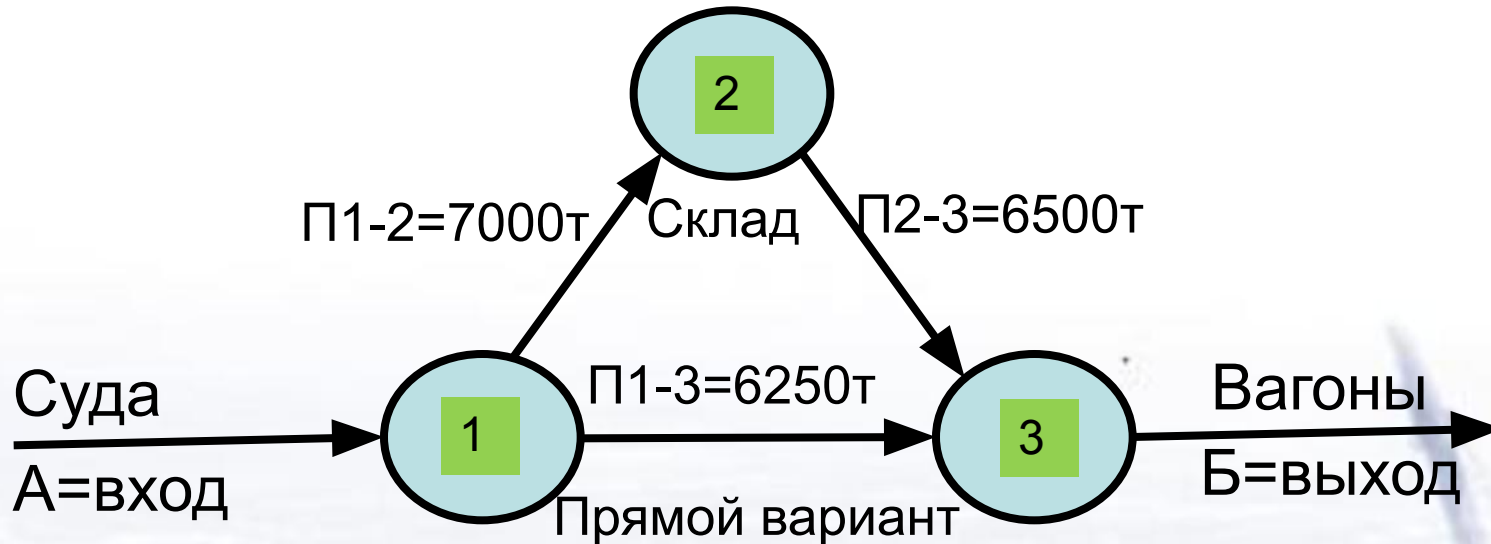 2
П1-2=7000т
Склад
П2-3=6500т
Суда
А=вход
1
П1-3=6250т
Прямой вариант
3
Вагоны
Б=выход